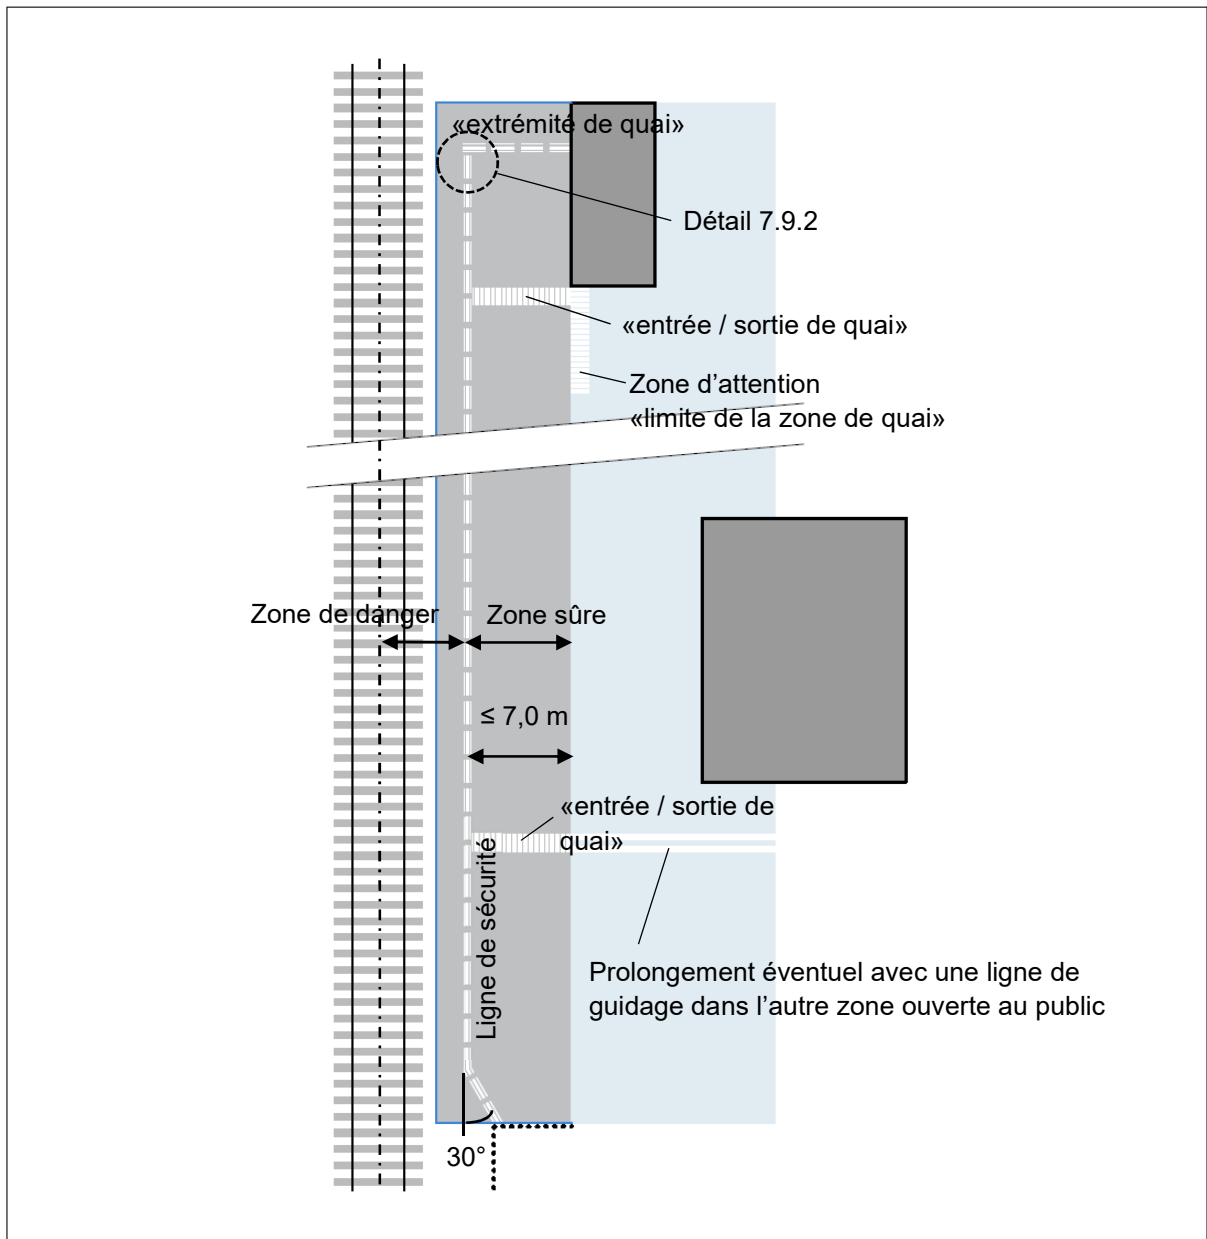 «extrémité de quai»
Détail 7.9.2
«entrée / sortie de quai»
Zone d’attention
«limite de la zone de quai»
Zone de danger
Zone sûre
≤ 7,0 m
«entrée / sortie de
quai»
Ligne de sécurité
Prolongement éventuel avec une ligne de
guidage dans l’autre zone ouverte au public
30°